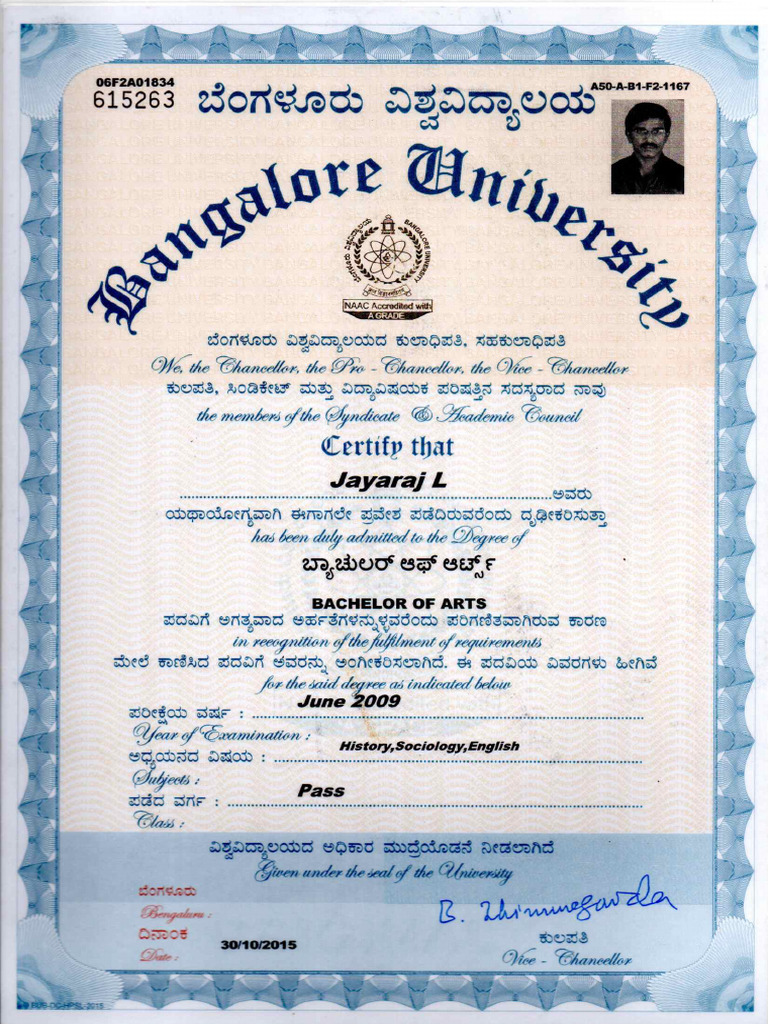 06F2A01834
615263
A50-A-B1-F2-1167
ಬೆಂಗಳೂರು ವಿಶ್ವವಿದ್ಯಾಲಯ
Bangalore University
BANGALORE UNIVERSITY
NAAC Accredited with
A GRADE
ಬೆಂಗಳೂರು ವಿಶ್ವವಿದ್ಯಾಲಯದ ಕುಲಾಧಿಪತಿ, ಸಹಕುಲಾಧಿಪತಿ
We, the Chancellor, the Pro - Chancellor, the Vice - Chancellor
ಕುಲಪತಿ, ಸಿಂಡಿಕೇಟ್ ಮತ್ತು ವಿದ್ಯಾವಿಷಯಕ ಪರಿಷತ್ತಿನ ಸದಸ್ಯರಾದ ನಾವು
the members of the Syndicate & Academic Council
Certify that
Jayaraj L
ಅವರು
ಯಥಾಯೋಗ್ಯವಾಗಿ ಈಗಾಗಲೇ ಪ್ರವೇಶ ಪಡೆದಿರುವರೆಂದು ದೃಢೀಕರಿಸುತ್ತಾ
has been duly admitted to the Degree of
ಬ್ಯಾಚುಲರ್ ಆಫ್ ಆರ್ಟ್ಸ್
BACHELOR OF ARTS
ಪದವಿಗೆ ಅಗತ್ಯವಾದ ಅರ್ಹತೆಗಳನ್ನುಳ್ಳವರೆಂದು ಪರಿಗಣಿತವಾಗಿರುವ ಕಾರಣ
in recognition of the fulfilment of requirements
ಮೇಲೆ ಕಾಣಿಸಿದ ಪದವಿಗೆ ಅವರನ್ನು ಅಂಗೀಕರಿಸಲಾಗಿದೆ. ಈ ಪದವಿಯ ವಿವರಗಳು ಹೀಗಿವೆ
for the said degree as indicated below
June 2009
ಪರೀಕ್ಷೆಯ ವರ್ಷ :
Year of Examination :
History,Sociology,English
ಅಧ್ಯಯನದ ವಿಷಯ :
Subjects :
Pass
ಪಡೆದ ವರ್ಗ :
Class :
ವಿಶ್ವವಿದ್ಯಾಲಯದ ಅಧಿಕಾರ ಮುದ್ರೆಯೊಡನೆ ನೀಡಲಾಗಿದೆ
Given under the seal of the University
ಬೆಂಗಳೂರು
Bengaluru :
ದಿನಾಂಕ
Date :
30/10/2015
ಕುಲಪತಿ
Vice - Chancellor